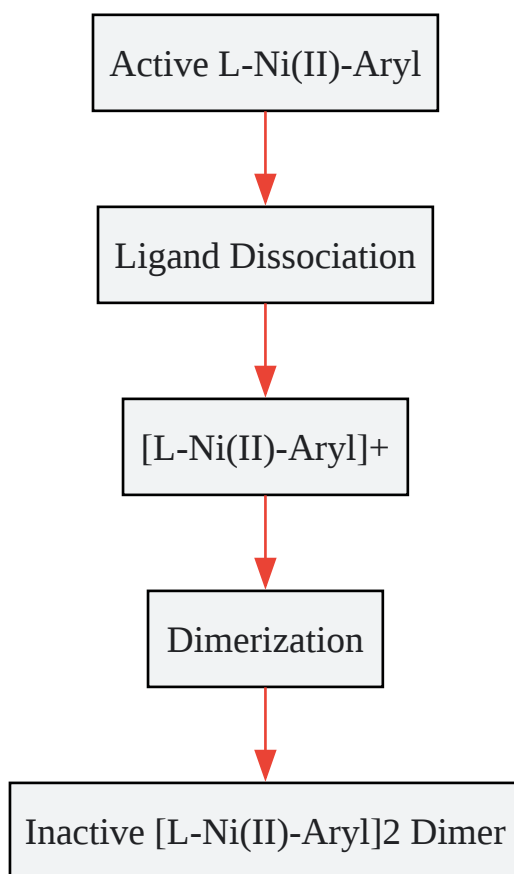 Active L-Ni(II)-Aryl
Ligand Dissociation
[L-Ni(II)-Aryl]+
Dimerization
Inactive [L-Ni(II)-Aryl]2 Dimer